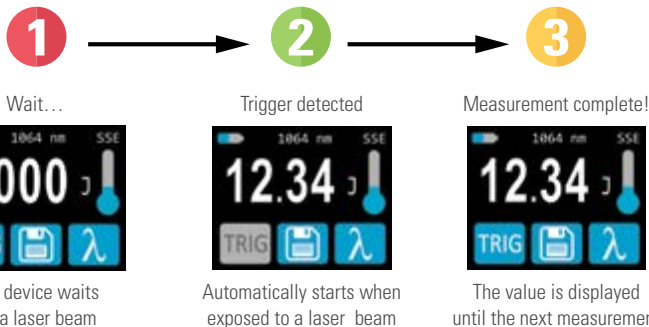 1
2
3
Wait…
Trigger detected
Measurement complete!
1064 nm SSE
000 J
λ
device waits
a laser beam
1064 nm SSE
12.34 J
TRIG λ
Automatically starts when
exposed to a laser beam
1064 nm SSE
12.34 J
TRIG λ
The value is displayed
until the next measurement